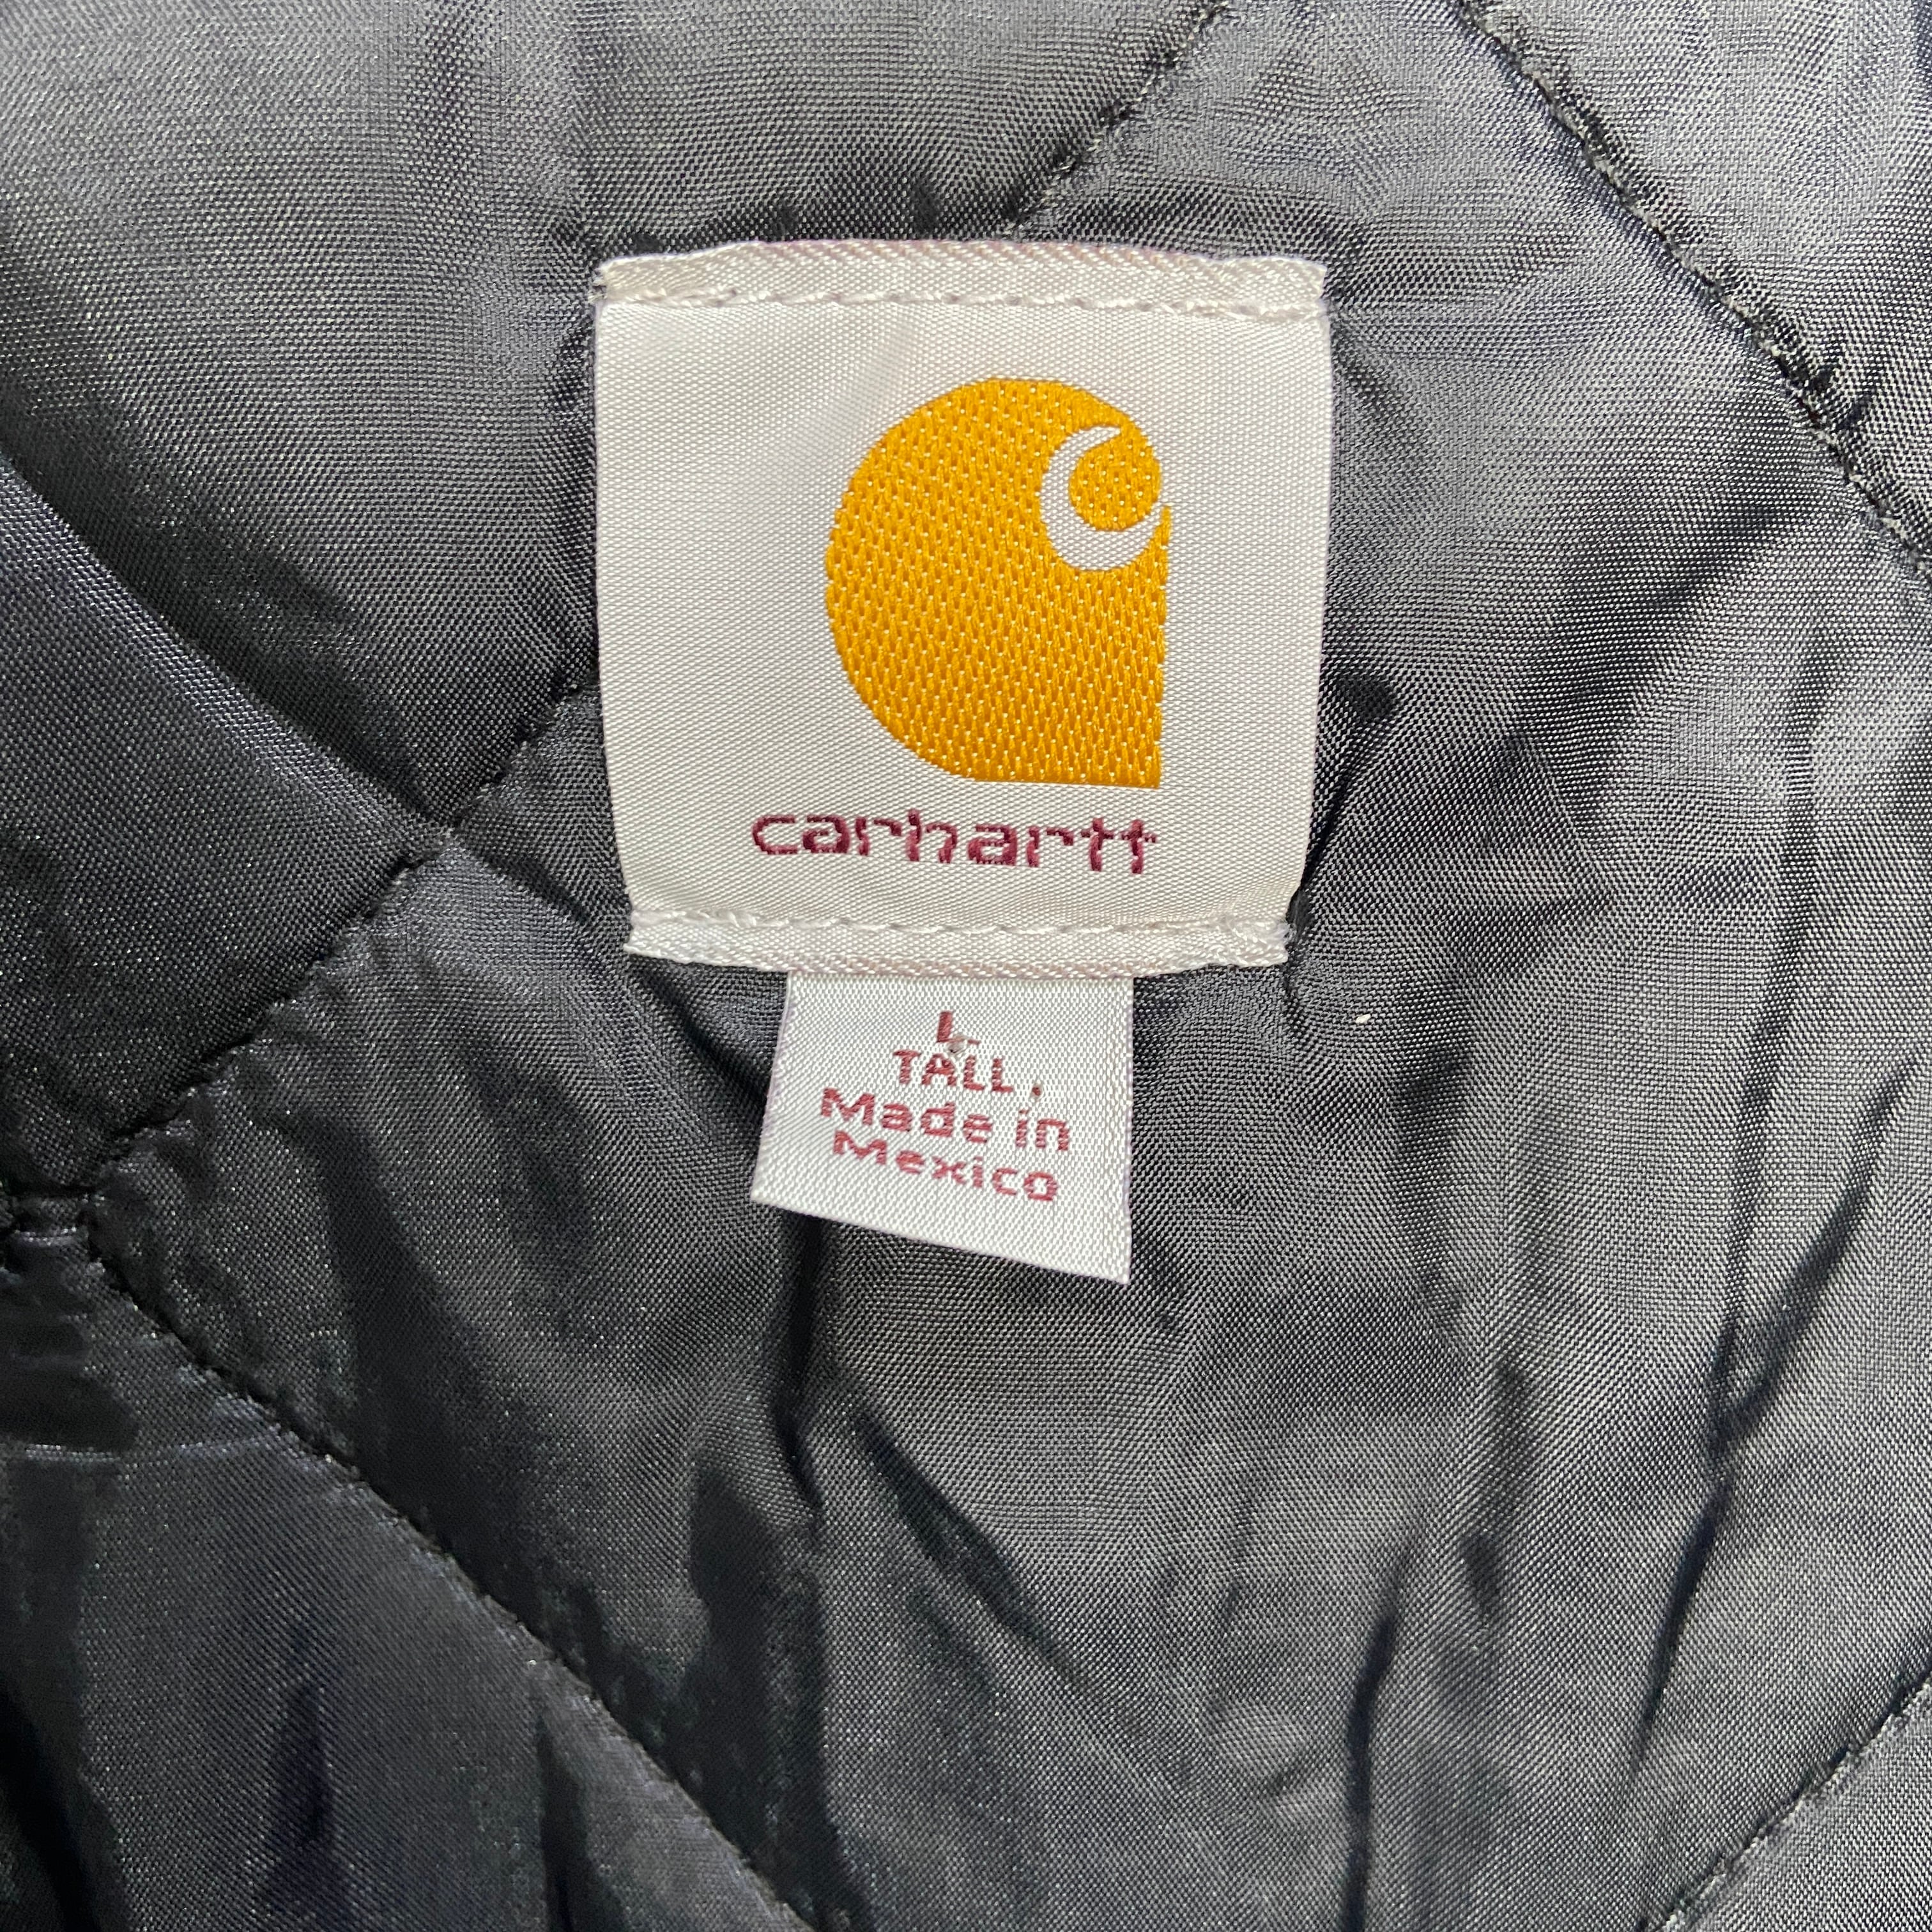 carhartt
L
TALL.
Made in
Mexico